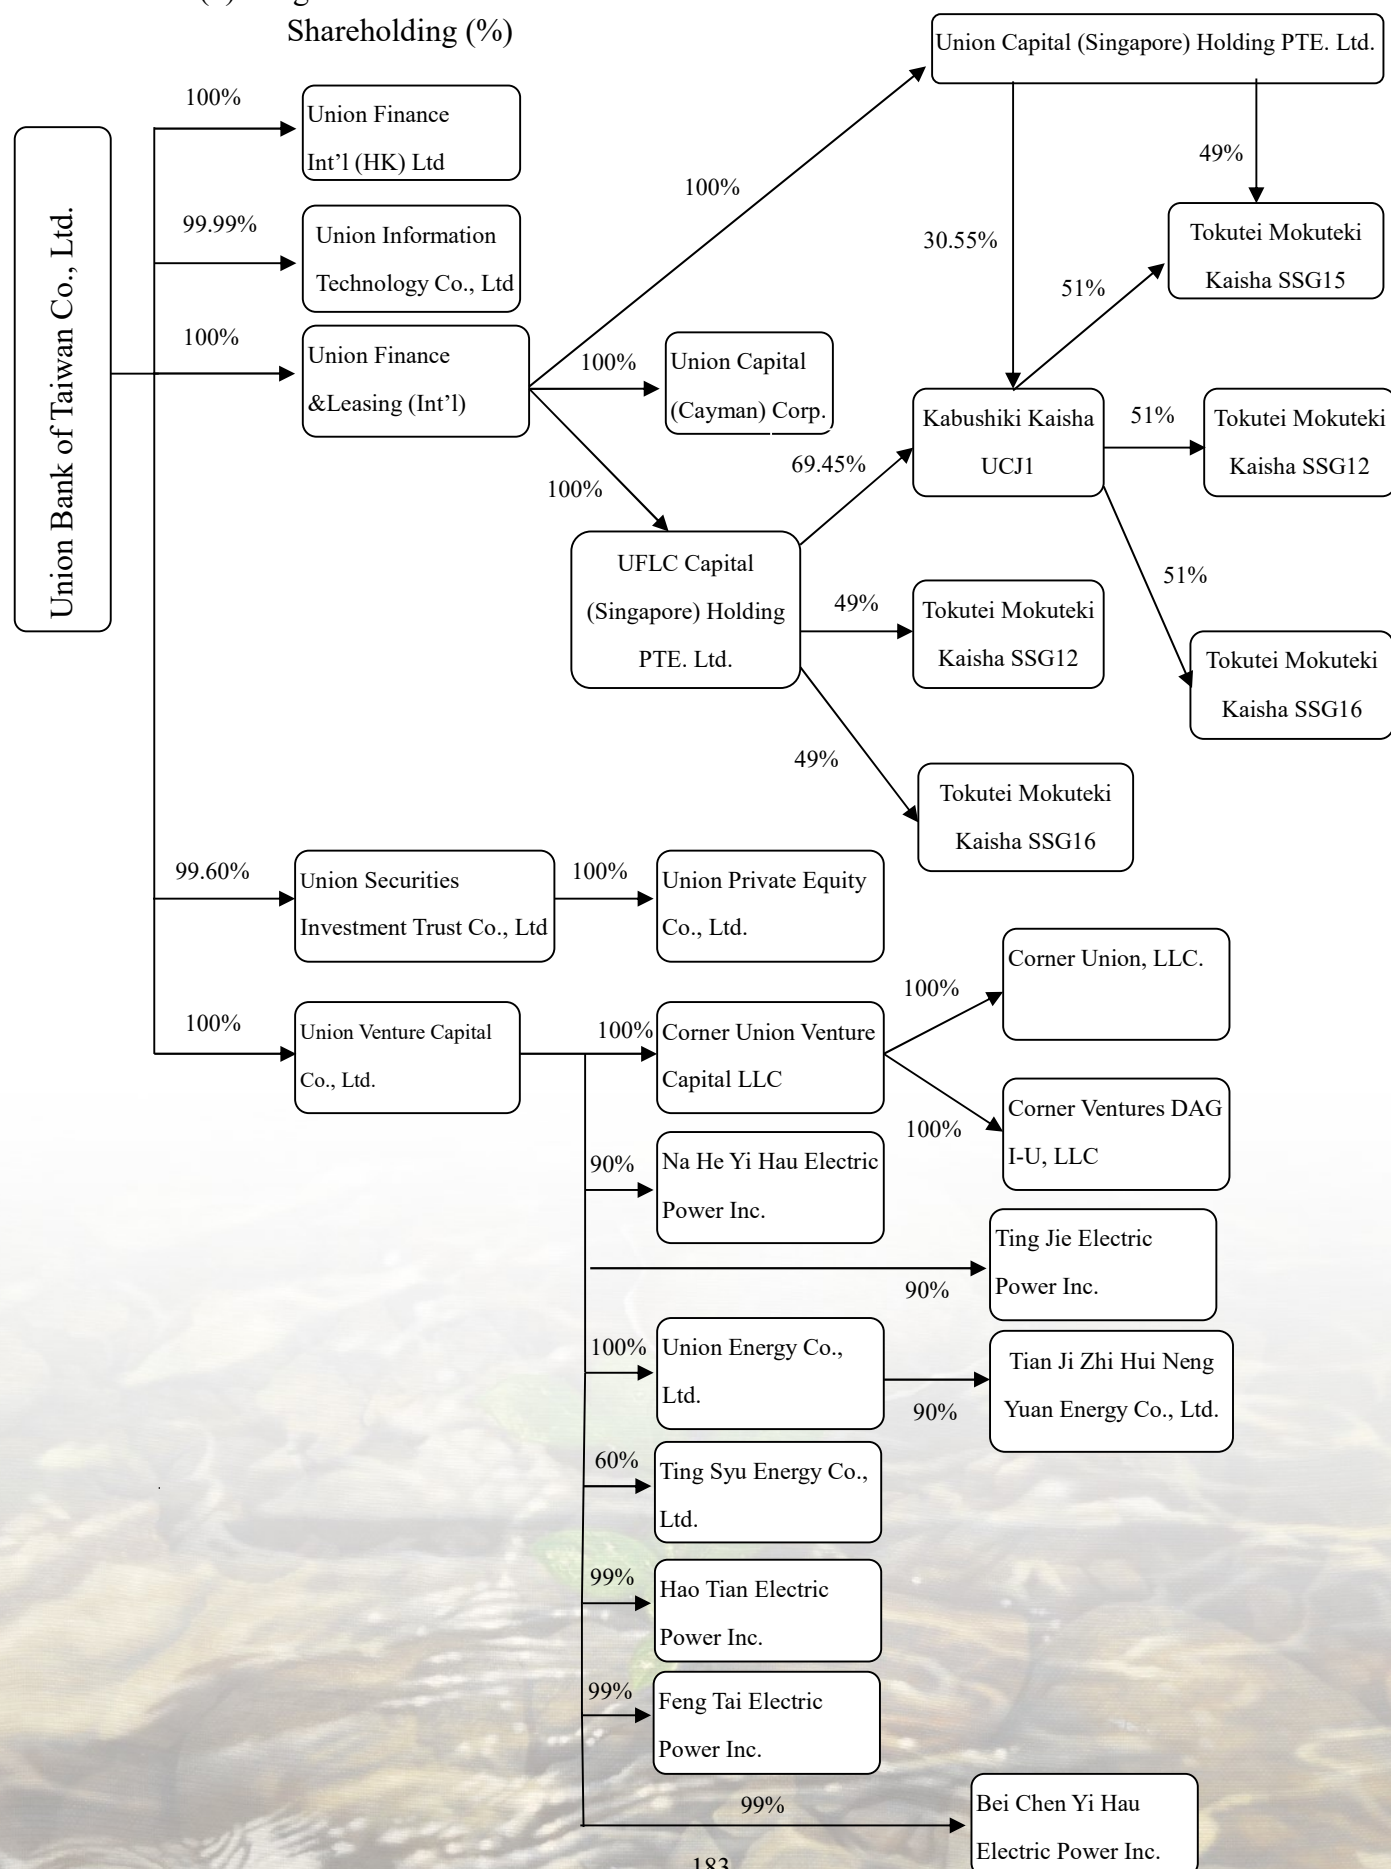 Shareholding (%)
Union Capital (Singapore) Holding PTE. Ltd.
100%
Union Finance
Int’l (HK) Ltd
Union Bank of Taiwan Co., Ltd.
49%
100%
99.99%
Union Information
Technology Co., Ltd
30.55%
Tokutei Mokuteki
Kaisha SSG15
51%
100%
Union Finance
&Leasing (Int’l)
100%
Union Capital
(Cayman) Corp.
Kabushiki Kaisha
UCJ1
51%
Tokutei Mokuteki
Kaisha SSG12
69.45%
100%
UFLC Capital
(Singapore) Holding
PTE. Ltd.
49%
Tokutei Mokuteki
Kaisha SSG12
51%
Tokutei Mokuteki
Kaisha SSG16
49%
Tokutei Mokuteki
Kaisha SSG16
99.60%
Union Securities
Investment Trust Co., Ltd
100%
Union Private Equity
Co., Ltd.
Corner Union, LLC.
100%
100%
Union Venture Capital
Co., Ltd.
100%
Corner Union Venture
Capital LLC
100%
Corner Ventures DAG
I-U, LLC
90%
Na He Yi Hau Electric
Power Inc.
90%
Ting Jie Electric
Power Inc.
100%
Union Energy Co.,
Ltd.
90%
Tian Ji Zhi Hui Neng
Yuan Energy Co., Ltd.
60%
Ting Syu Energy Co.,
Ltd.
99%
Hao Tian Electric
Power Inc.
99%
Feng Tai Electric
Power Inc.
99%
Bei Chen Yi Hau
Electric Power Inc.
183